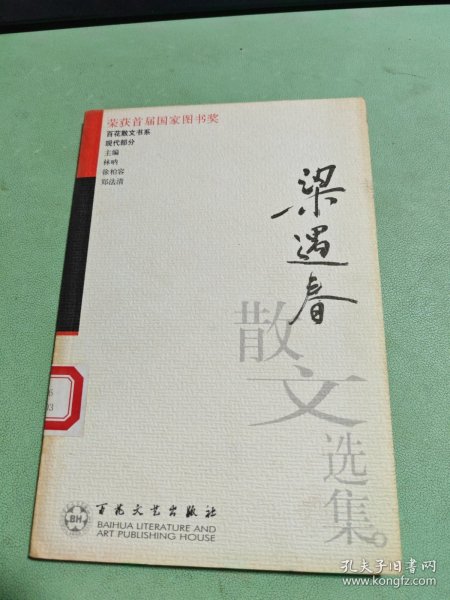 荣获首届国家图书奖
百花散文书系
现代部分
主编
林呐
徐柏容
郑法清
梁遇春
散文选集
百花文艺出版社
BH
BAIHUA LITERATURE AND
ART PUBLISHING HOUSE
孔夫子旧书网
www.kongfz.com